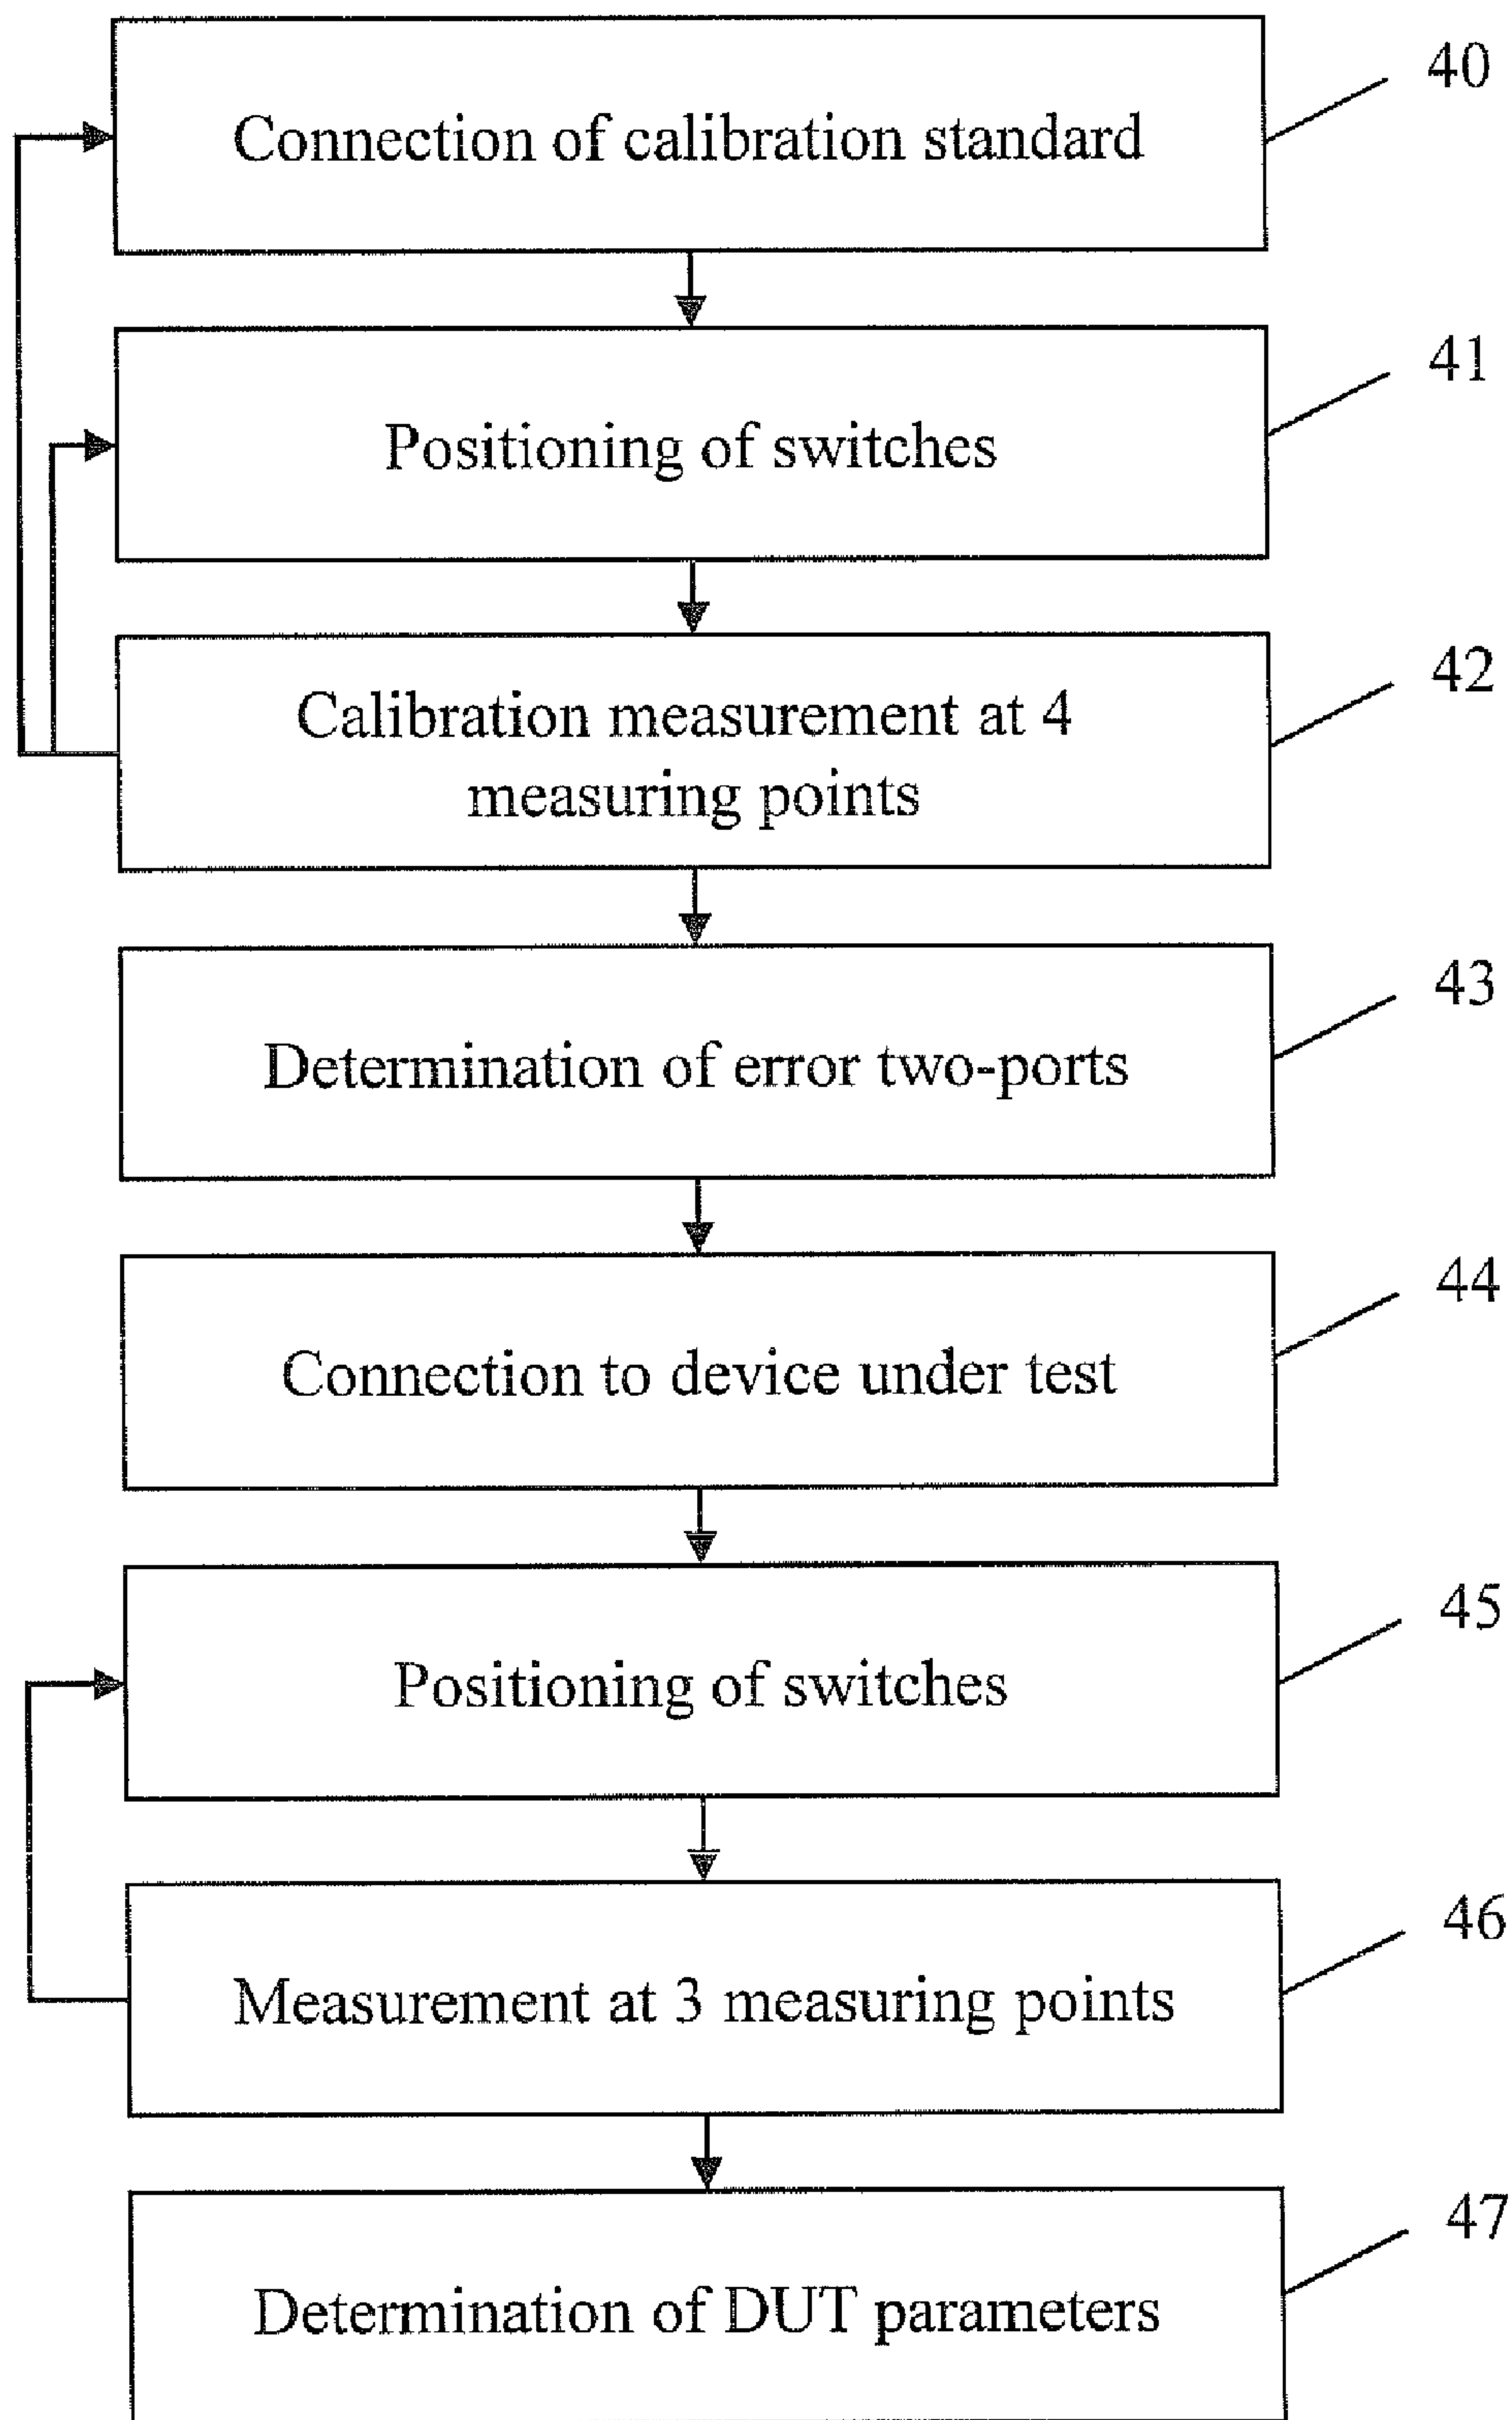 40
Connection of calibration standard
41
Positioning of switches
42
Calibration measurement at 4
measuring points
43
Determination of error two-ports
44
Connection to device under test
45
Positioning of switches
46
Measurement at 3 measuring points
47
Determination of DUT parameters